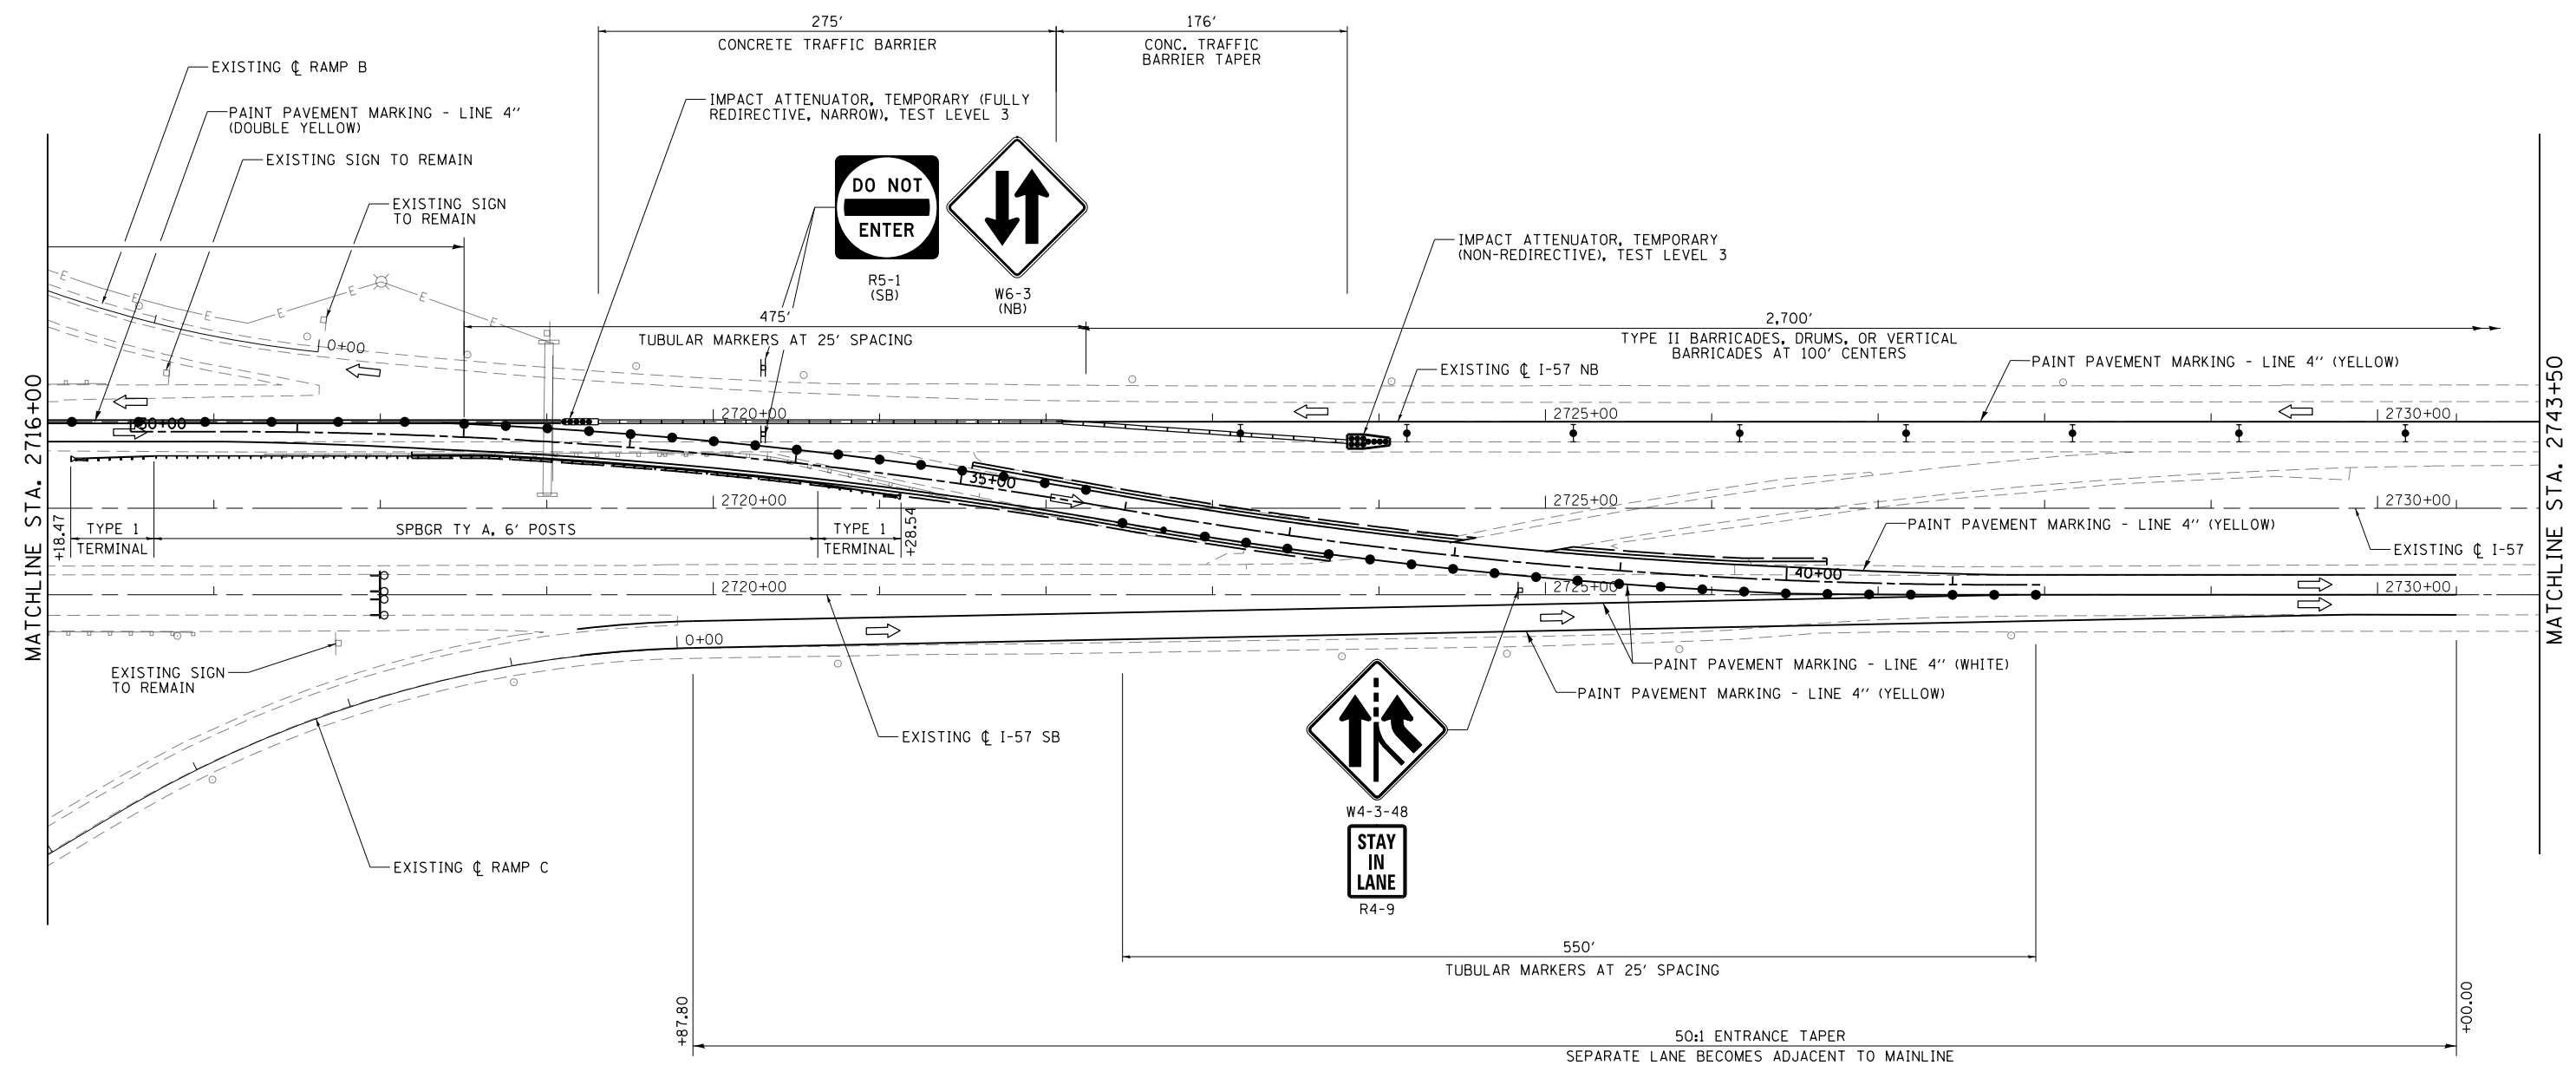 275'
CONCRETE TRAFFIC BARRIER
176'
CONC. TRAFFIC
BARRIER TAPER
EXISTING ℄ RAMP B
PAINT PAVEMENT MARKING - LINE 4"
(DOUBLE YELLOW)
EXISTING SIGN TO REMAIN
EXISTING SIGN
TO REMAIN
IMPACT ATTENUATOR, TEMPORARY (FULLY
REDIRECTIVE, NARROW), TEST LEVEL 3
DO NOT
ENTER
R5-1
(SB)
W6-3
(NB)
IMPACT ATTENUATOR, TEMPORARY
(NON-REDIRECTIVE), TEST LEVEL 3
475'
TUBULAR MARKERS AT 25' SPACING
2,700'
TYPE II BARRICADES, DRUMS, OR VERTICAL
BARRICADES AT 100' CENTERS
PAINT PAVEMENT MARKING - LINE 4" (YELLOW)
EXISTING ℄ I-57 NB
E
E
E
E
E
E
0+00
MATCHLINE STA. 2716+00
MATCHLINE STA. 2743+50
30+00
2720+00
2725+00
2730+00
35+00
2720+00
2725+00
2730+00
+18.47
TYPE 1
TERMINAL
SPBGR TY A, 6' POSTS
TYPE 1
TERMINAL
+28.54
PAINT PAVEMENT MARKING - LINE 4" (YELLOW)
EXISTING ℄ I-57
40+00
2720+00
2725+00
2730+00
0+00
EXISTING SIGN
TO REMAIN
PAINT PAVEMENT MARKING - LINE 4" (WHITE)
PAINT PAVEMENT MARKING - LINE 4" (YELLOW)
EXISTING ℄ I-57 SB
W4-3-48
STAY
IN
LANE
R4-9
EXISTING ℄ RAMP C
550'
TUBULAR MARKERS AT 25' SPACING
+87.80
+00.00
50:1 ENTRANCE TAPER
SEPARATE LANE BECOMES ADJACENT TO MAINLINE